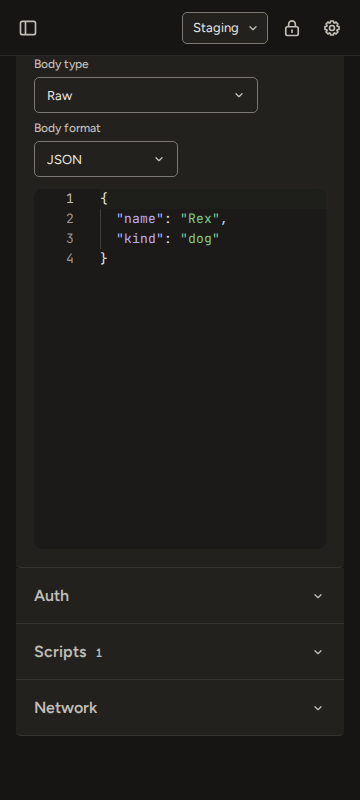 Staging
Body type
Raw
Body format
JSON
1 {
2 "name": "Rex",
3 "kind": "dog"
4 }
Auth
Scripts 1
Network